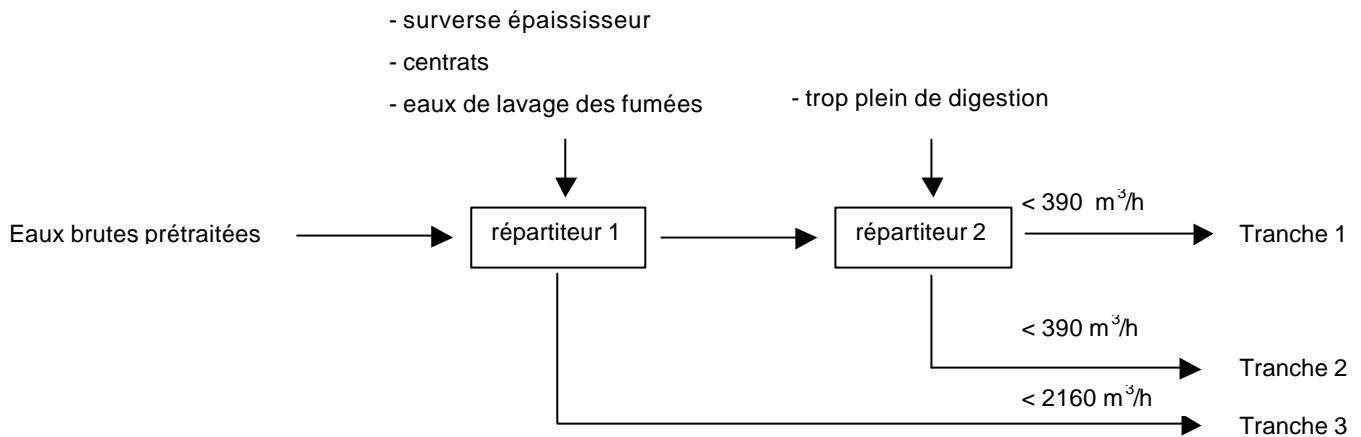 - surverse épaississeur
- centrats
- eaux de lavage des fumées
- trop plein de digestion
< 390 m³/h
Eaux brutes prétraitées
répartiteur 1
répartiteur 2
Tranche 1
< 390 m³/h
Tranche 2
< 2160 m³/h
Tranche 3